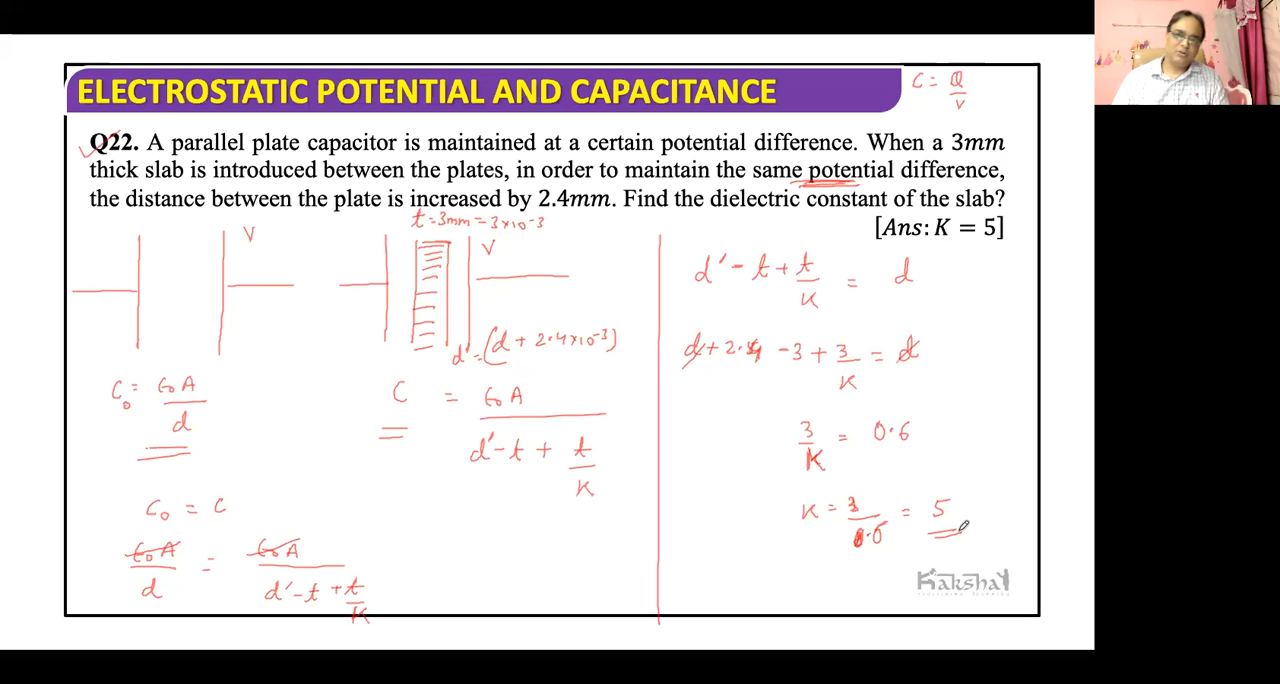 ELECTROSTATIC POTENTIAL AND CAPACITANCE
C = Q/V
Q22. A parallel plate capacitor is maintained at a certain potential difference. When a 3mm
thick slab is introduced between the plates, in order to maintain the same potential difference,
the distance between the plate is increased by 2.4mm. Find the dielectric constant of the slab?
[Ans: K = 5]
t = 3mm = 3×10-3
V
V
d' = (d + 2.4×10-3)
C₀ = ϵ₀A/d
C = ϵ₀A/(d' - t + t/K)
C₀ = C
ϵ₀A/d = ϵ₀A/(d' - t + t/K)
d' - t + t/K = d
d + 2.4 - 3 + 3/K = d
3/K = 0.6
K = 3/0.6 = 5
Kaksha